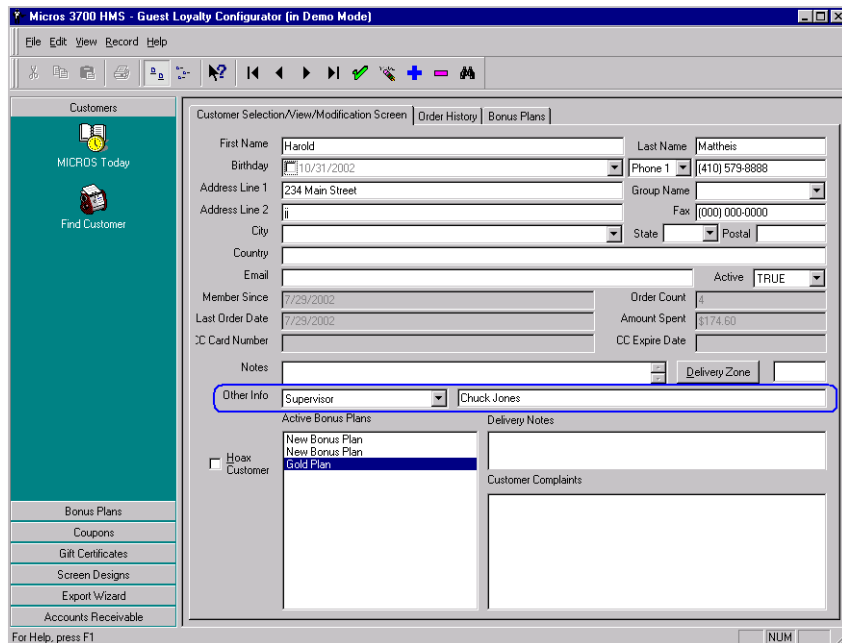 Micros 3700 HMS - Guest Loyalty Configurator (in Demo Mode)
File Edit View Record Help
Customers
MICROS Today
Find Customer
Bonus Plans
Coupons
Gift Certificates
Screen Designs
Export Wizard
Accounts Receivable
Customer Selection/View/Modification Screen Order History Bonus Plans
First Name Harold Last Name Mattheis
Birthday 10/31/2002 Phone 1 (410) 579-8888
Address Line 1 234 Main Street Group Name
Address Line 2 jj Fax (000) 000-0000
City State Postal
Country
Email Active TRUE
Member Since 7/29/2002 Order Count 4
Last Order Date 7/29/2002 Amount Spent $174.60
CC Card Number CC Expire Date
Notes Delivery Zone
Other Info Supervisor Chuck Jones
Active Bonus Plans Delivery Notes
New Bonus Plan
New Bonus Plan
Gold Plan
Hoax
Customer
Customer Complaints
For Help, press F1 NUM